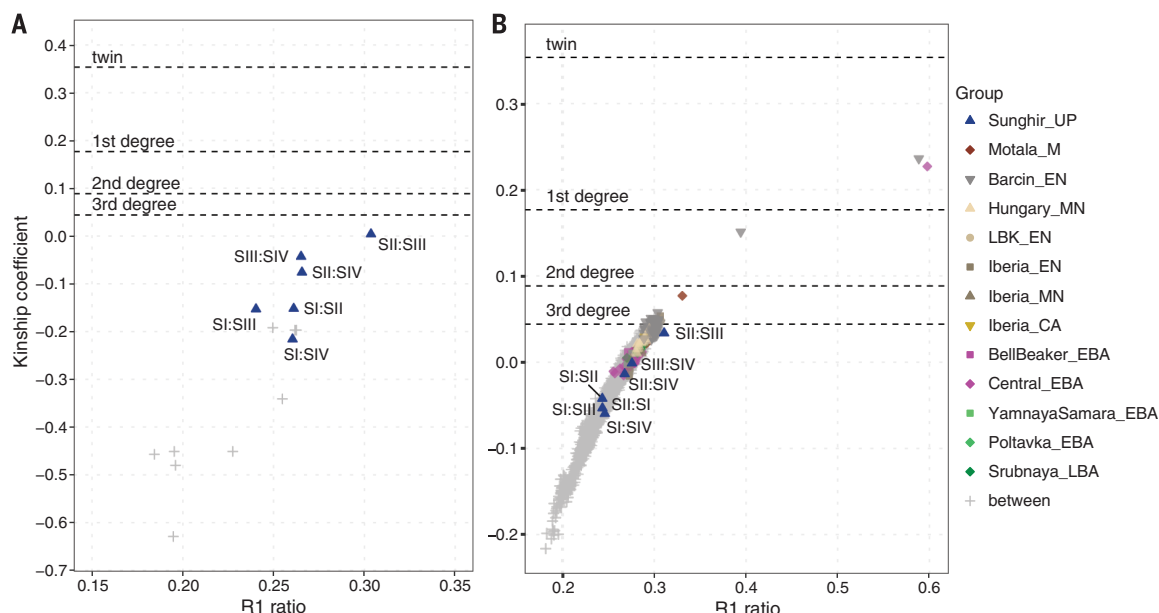 A
0.4
0.3
0.2
0.1
0.0
−0.1
−0.2
−0.3
−0.4
−0.5
−0.6
−0.7
Kinship coefficient
twin
1st degree
2nd degree
3rd degree
SII:SIII
SIII:SIV
SII:SIV
SI:SII
SI:SIII
SI:SIV
0.15 0.20 0.25 0.30 0.35
R1 ratio
B
0.3
0.2
0.1
0.0
−0.1
−0.2
twin
1st degree
2nd degree
3rd degree
SII:SIII
SIII:SIV
SII:SIV
SI:SII
SII:SI
SI:SIII
SI:SIV
0.2 0.3 0.4 0.5 0.6
R1 ratio
Group
Sunghir_UP
Motala_M
Barcin_EN
Hungary_MN
LBK_EN
Iberia_EN
Iberia_MN
Iberia_CA
BellBeaker_EBA
Central_EBA
YamnayaSamara_EBA
Poltavka_EBA
Srubnaya_LBA
between